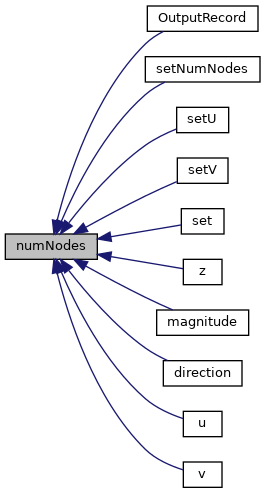 OutputRecord
setNumNodes
setU
setV
set
numNodes
z
magnitude
direction
u
v